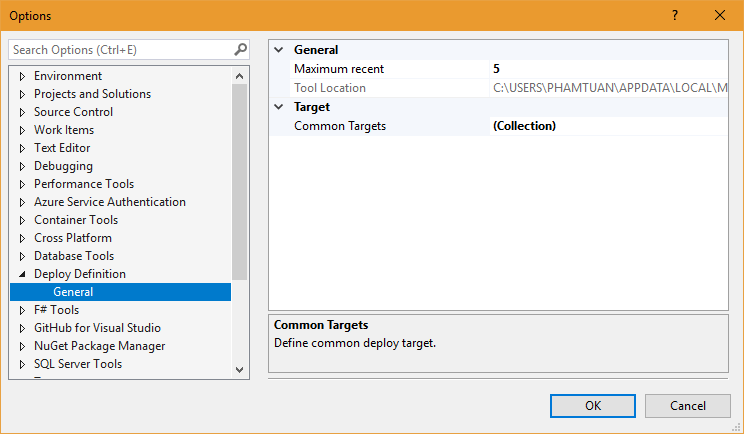 Options
Search Options (Ctrl+E)
Environment
Projects and Solutions
Source Control
Work Items
Text Editor
Debugging
Performance Tools
Azure Service Authentication
Container Tools
Cross Platform
Database Tools
Deploy Definition
General
F# Tools
GitHub for Visual Studio
NuGet Package Manager
SQL Server Tools
General
Maximum recent 5
Tool Location C:\USERS\PHAMTUAN\APPDATA\LOCAL\M
Target
Common Targets (Collection)
Common Targets
Define common deploy target.
OK Cancel